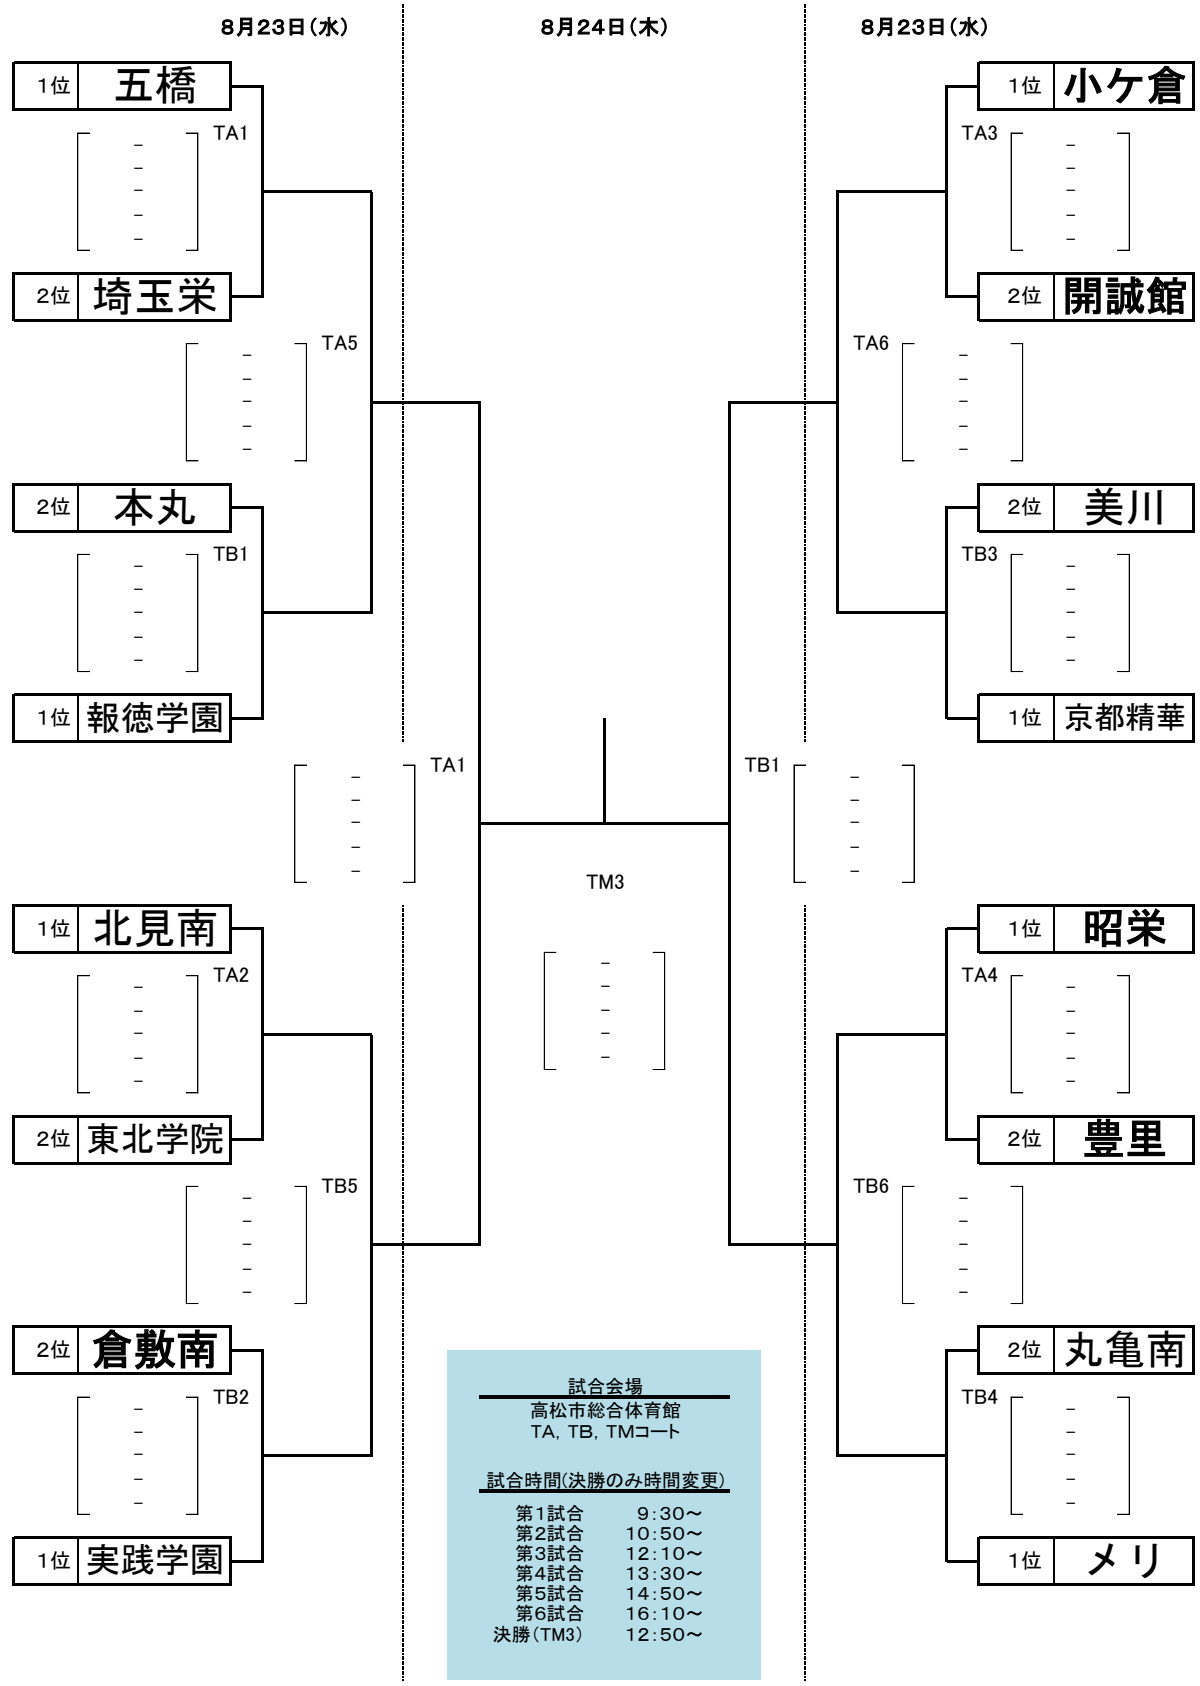 8月23日(水) 8月24日(木) 8月23日(水)
1位 五橋 1位 小ケ倉
TA1 TA3
-  -
-  -
-  -
-  -
-  -
2位 埼玉栄 2位 開誠館
TA5 TA6
-  -
-  -
-  -
-  -
-  -
2位 本丸 2位 美川
TB1 TB3
-  -
-  -
-  -
-  -
-  -
1位 報徳学園 1位 京都精華
TA1 TB1
-  -
-  -
-  -
-  -
-  -
TM3
1位 北見南 1位 昭栄
TA2 TA4
-  -  -
-  -  -
-  -  -
-  -  -
-  -  -
2位 東北学院 2位 豊里
TB5 TB6
-  -
-  -
-  -
-  -
-  -
2位 倉敷南 2位 丸亀南
TB2 TB4
-  -
-  -
-  -
-  -
-  -
1位 実践学園 1位 メリ
試合会場
高松市総合体育館
TA, TB, TMコート
試合時間(決勝のみ時間変更)
第1試合 9:30～
第2試合 10:50～
第3試合 12:10～
第4試合 13:30～
第5試合 14:50～
第6試合 16:10～
決勝(TM3) 12:50～